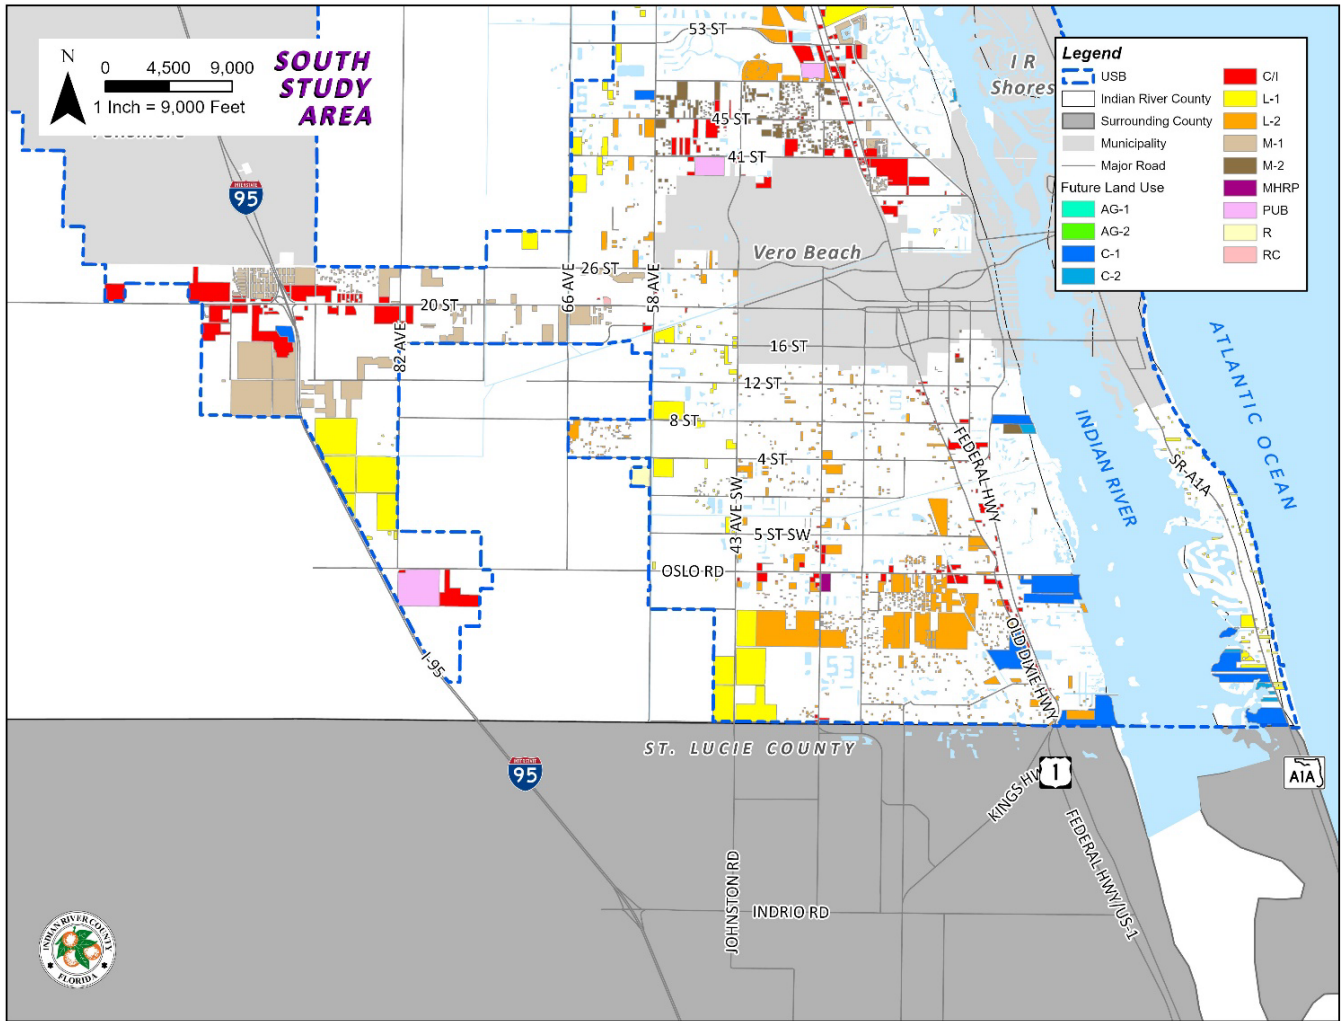 N
0 4,500 9,000
1 Inch = 9,000 Feet
SOUTH
STUDY
AREA
53 ST
I R
Shores
45 ST
41 ST
INTERSTATE
95
Vero Beach
66 AVE
58 AVE
26 ST
20 ST
82 AVE
16 ST
12 ST
8 ST
4 ST
FEDERAL HWY
43 AVE SW
5 ST SW
OSLO RD
OLD DIXIE HWY
I-95
INDIAN RIVER
SR-A1A
ATLANTIC OCEAN
ST. LUCIE COUNTY
INTERSTATE
95
1
A1A
KINGS HW
FEDERAL HWY/US-1
JOHNSTON RD
INDRIO RD
INDIAN RIVER COUNTY
FLORIDA
Legend
USB
Indian River County
Surrounding County
Municipality
Major Road
Future Land Use
AG-1
AG-2
C-1
C-2
C/I
L-1
L-2
M-1
M-2
MHRP
PUB
R
RC